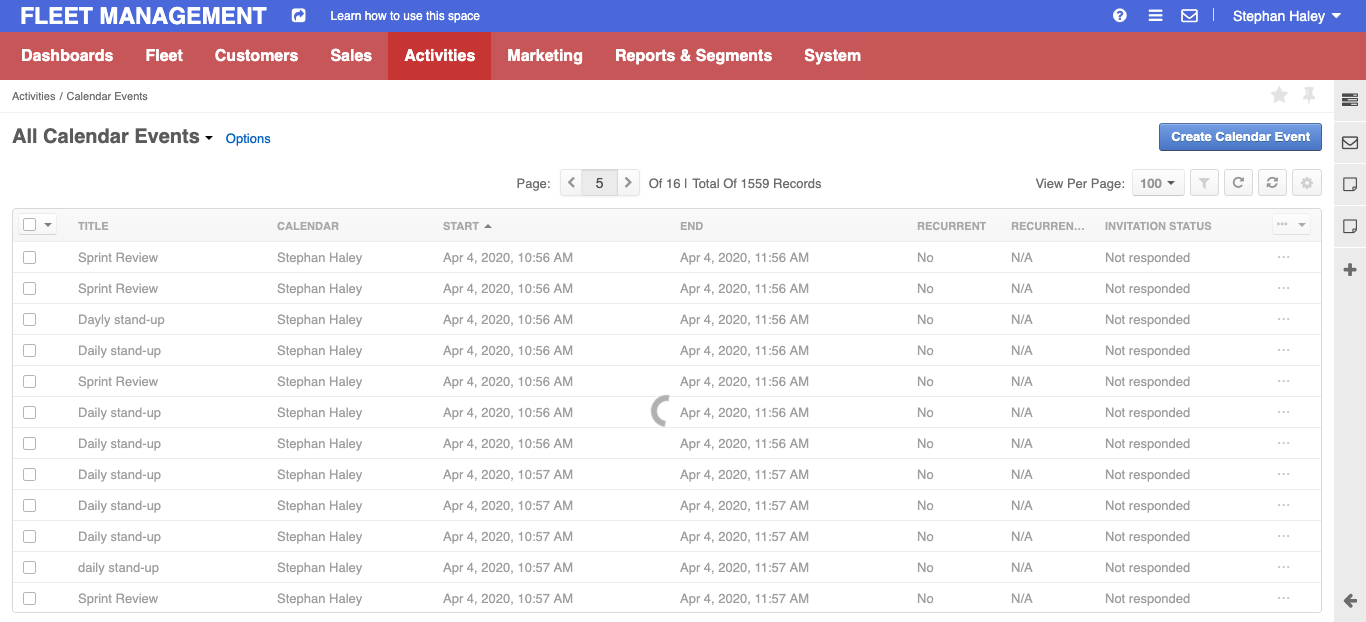 FLEET MANAGEMENT Learn how to use this space Stephan Haley
Dashboards Fleet Customers Sales Activities Marketing Reports & Segments System
Activities / Calendar Events
All Calendar Events Options Create Calendar Event
Page: 5 Of 16 | Total Of 1559 Records View Per Page: 100
TITLE CALENDAR START END RECURRENT RECURREN... INVITATION STATUS
Sprint Review Stephan Haley Apr 4, 2020, 10:56 AM Apr 4, 2020, 11:56 AM No N/A Not responded
Sprint Review Stephan Haley Apr 4, 2020, 10:56 AM Apr 4, 2020, 11:56 AM No N/A Not responded
Dayly stand-up Stephan Haley Apr 4, 2020, 10:56 AM Apr 4, 2020, 11:56 AM No N/A Not responded
Daily stand-up Stephan Haley Apr 4, 2020, 10:56 AM Apr 4, 2020, 11:56 AM No N/A Not responded
Sprint Review Stephan Haley Apr 4, 2020, 10:56 AM Apr 4, 2020, 11:56 AM No N/A Not responded
Daily stand-up Stephan Haley Apr 4, 2020, 10:56 AM Apr 4, 2020, 11:56 AM No N/A Not responded
Daily stand-up Stephan Haley Apr 4, 2020, 10:56 AM Apr 4, 2020, 11:56 AM No N/A Not responded
Daily stand-up Stephan Haley Apr 4, 2020, 10:57 AM Apr 4, 2020, 11:57 AM No N/A Not responded
Daily stand-up Stephan Haley Apr 4, 2020, 10:57 AM Apr 4, 2020, 11:57 AM No N/A Not responded
Daily stand-up Stephan Haley Apr 4, 2020, 10:57 AM Apr 4, 2020, 11:57 AM No N/A Not responded
daily stand-up Stephan Haley Apr 4, 2020, 10:57 AM Apr 4, 2020, 11:57 AM No N/A Not responded
Sprint Review Stephan Haley Apr 4, 2020, 10:57 AM Apr 4, 2020, 11:57 AM No N/A Not responded